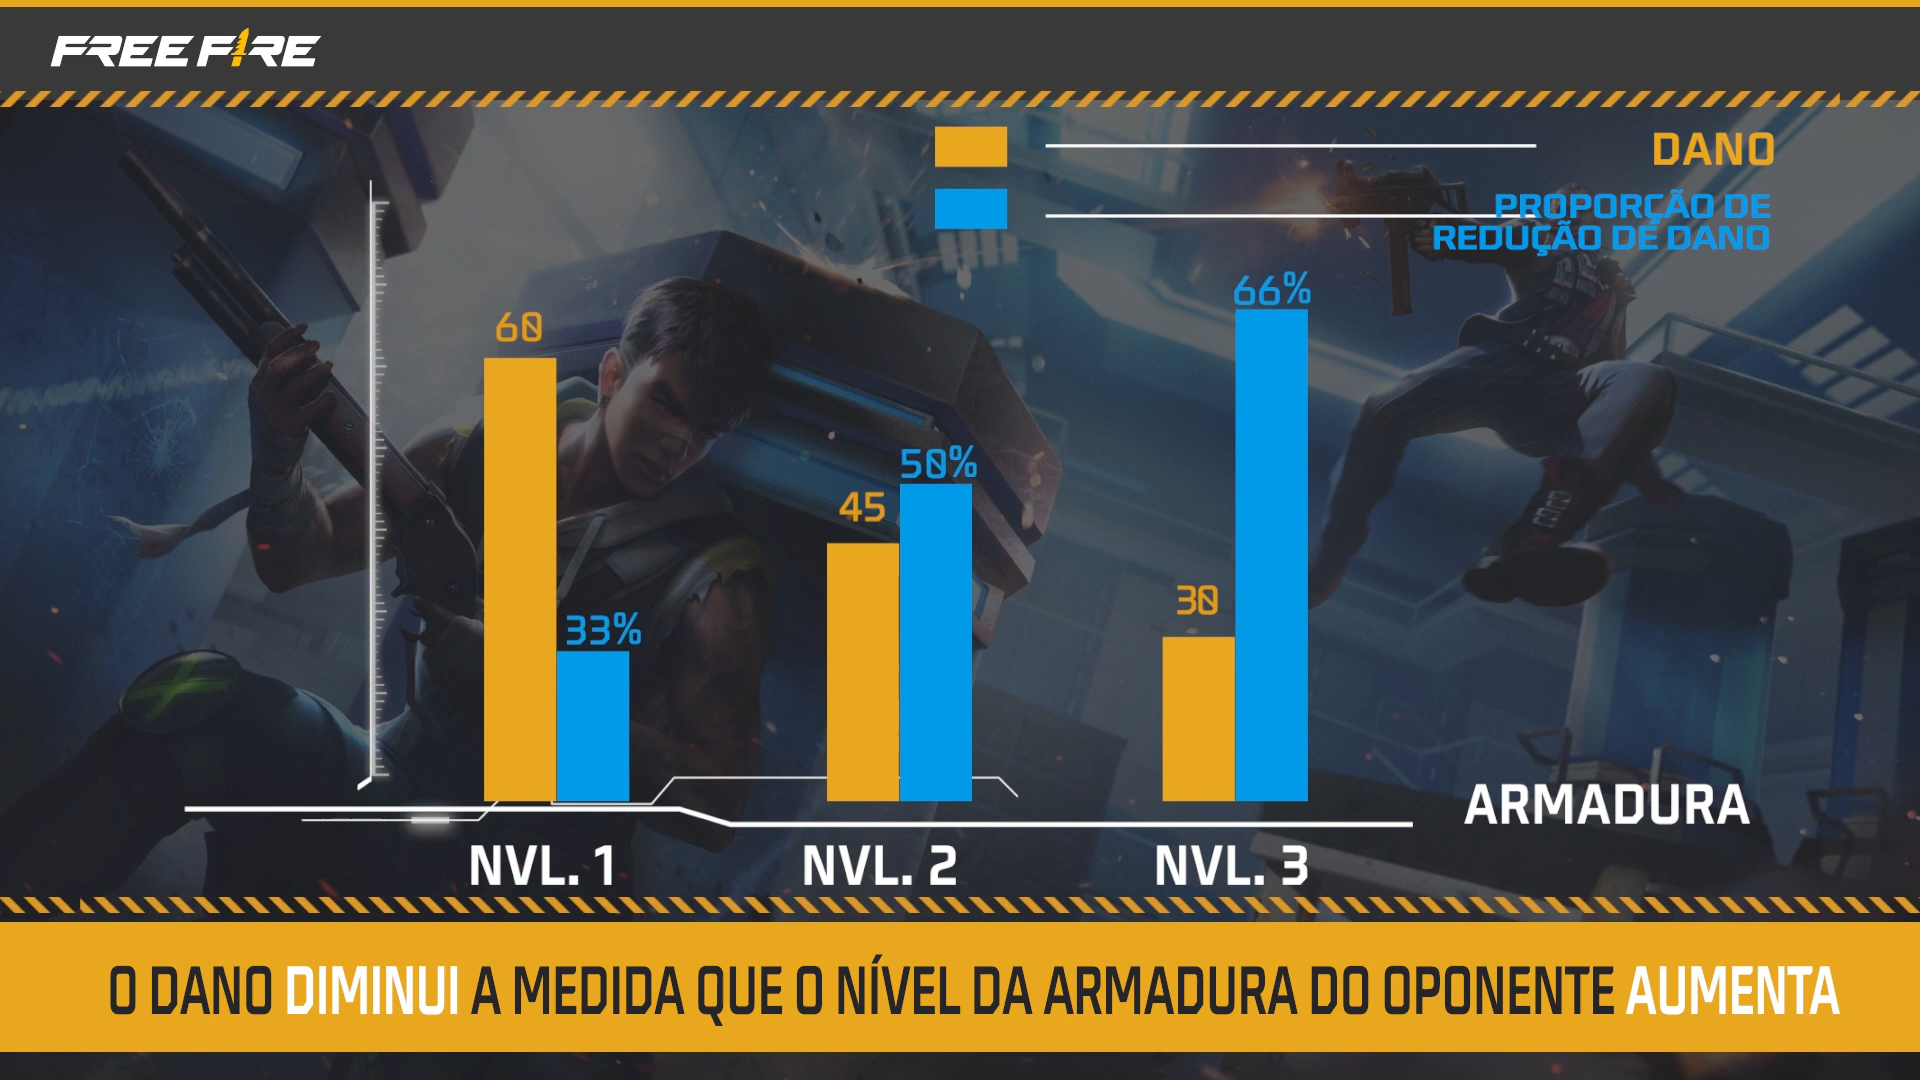 FREE FIRE
DANO
PROPORÇÃO DE
REDUÇÃO DE DANO
66%
60
50%
45
30
33%
ARMADURA
NVL. 1 NVL. 2 NVL. 3
O DANO DIMINUI A MEDIDA QUE O NÍVEL DA ARMADURA DO OPONENTE AUMENTA